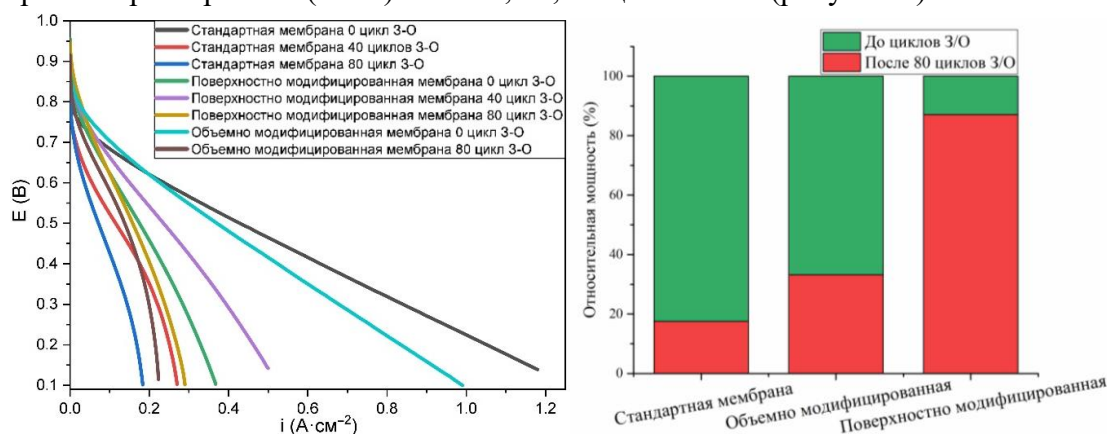 Стандартная мембрана 0 цикл З-О
Стандартная мембрана 40 циклов З-О
Стандартная мембрана 80 цикл З-О
Поверхностно модифицированная мембрана 0 цикл З-О
Поверхностно модифицированная мембрана 40 цикл З-О
Поверхностно модифицированная мембрана 80 цикл З-О
Объемно модифицированная мембрана 0 цикл З-О
Объемно модифицированная мембрана 80 цикл З-О
1.0
0.9
0.8
0.7
0.6
0.5
0.4
0.3
0.2
0.1
E (В)
0.0 0.2 0.4 0.6 0.8 1.0 1.2
i (А·см⁻²)
До циклов З/О
После 80 циклов З/О
100
80
60
40
20
0
Относительная мощность (%)
Стандартная мембрана
Объемно модифицированная
Поверхностно модифицированная